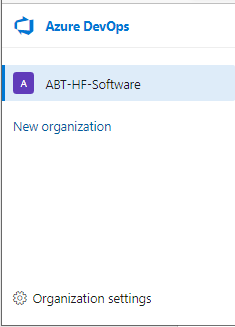 Azure DevOps
A ABT-HF-Software
New organization
Organization settings